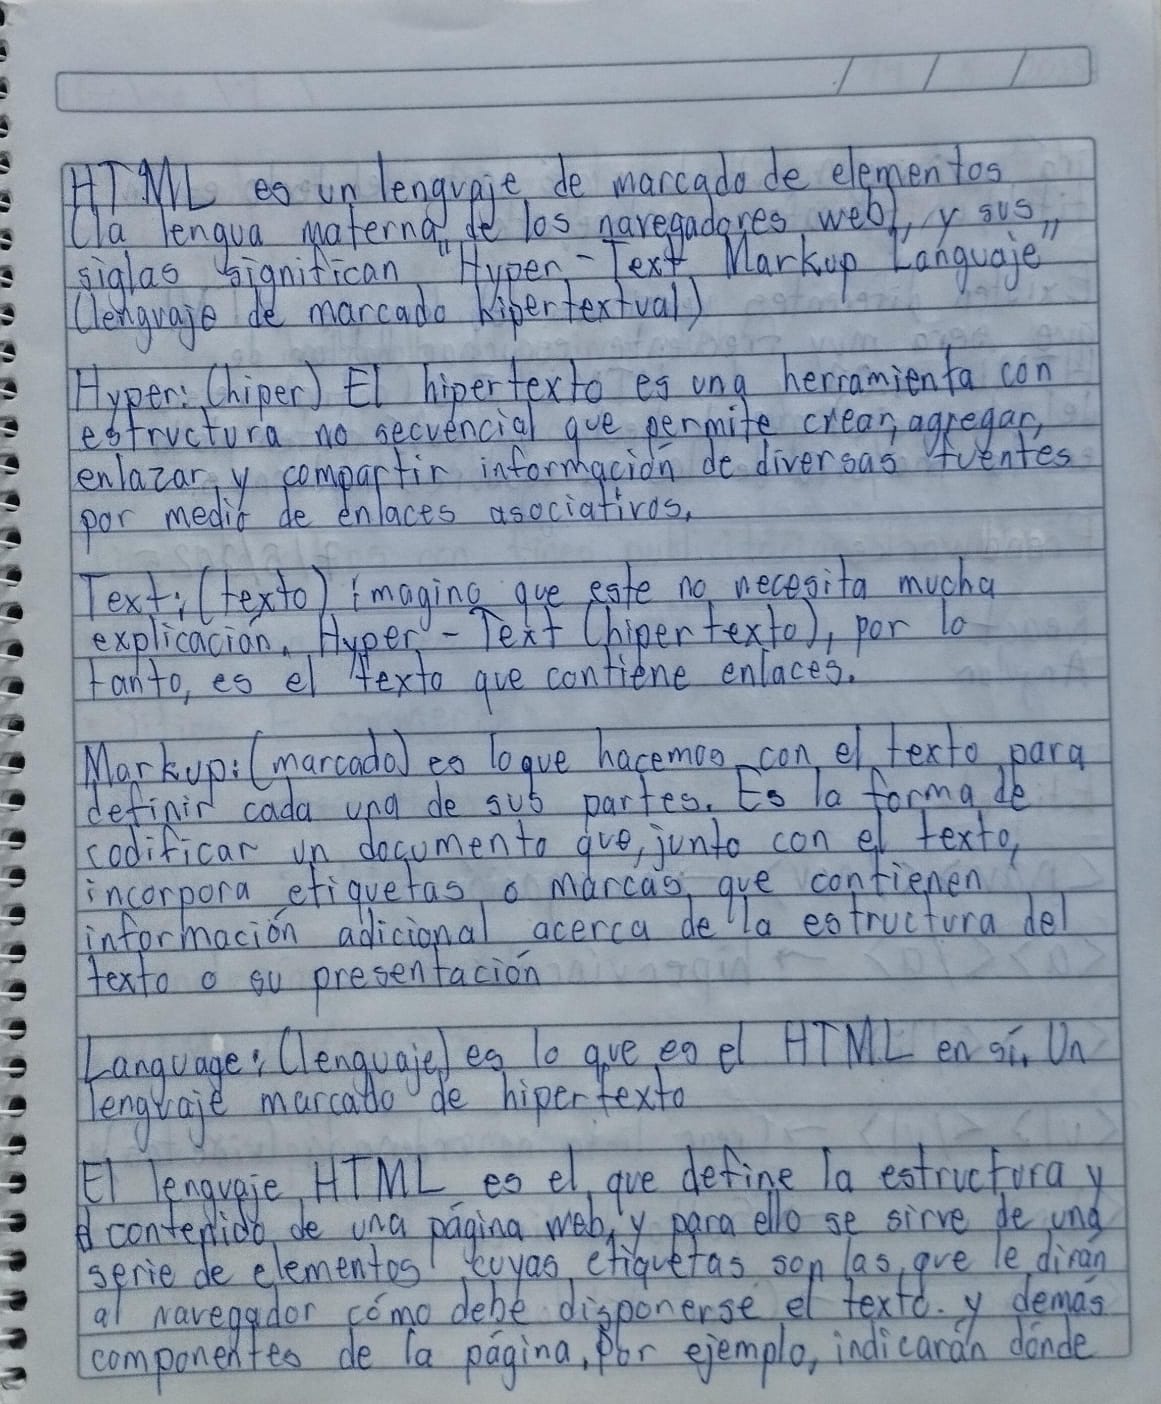 HTML es un lenguaje de marcado de elementos
(la lengua materna de los navegadores web), y sus
siglas significan "Hyper-Text Markup Languaje"
(lenguaje de marcado hipertextual)
Hyper: (hiper) El hipertexto es una herramienta con
estructura no secuencial que permite crear, agregar,
enlazar, y compartir información de diversas fuentes
por medio de enlaces asociativos.
Text: (texto) imagino que este no necesita mucha
explicación. Hyper-Text (hipertexto), por lo
tanto, es el texto que contiene enlaces.
Markup: (marcado) es loque hacemos con el texto para
definir cada una de sus partes. Es la forma de
codificar un documento que, junto con el texto,
incorpora etiquetas o marcas que contienen
información adicional acerca de la estructura del
texto o su presentación
Language: (lenguaje) es lo que es el HTML en sí. Un
lenguaje marcado de hipertexto
El lenguaje HTML es el que define la estructura y
el contenido de una página web, y para ello se sirve de una
serie de elementos cuyas etiquetas son las que le dirán
al navegador cómo debe disponerse el texto. y demás
componentes de la página, Por ejemplo, indicarán dónde